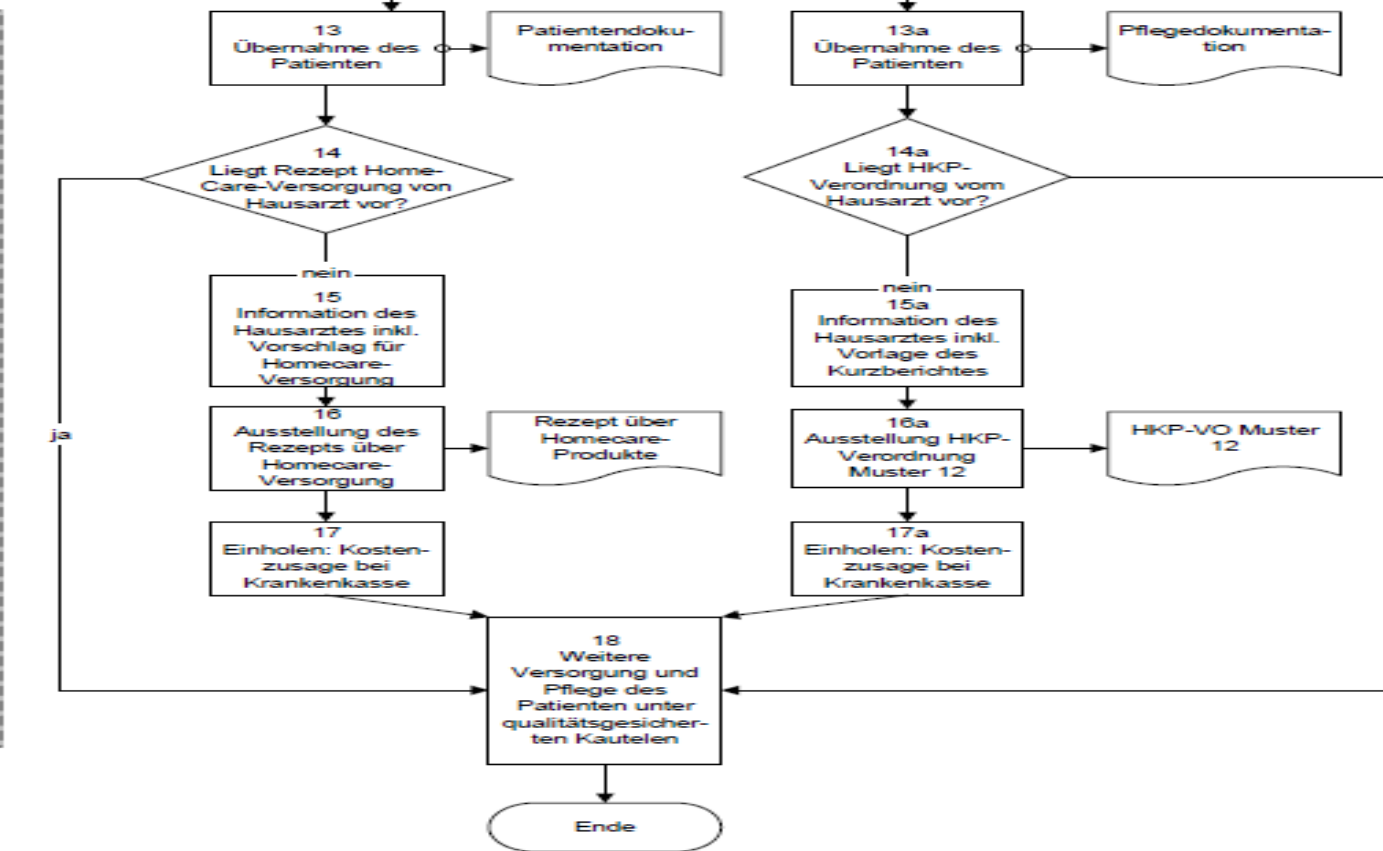 13
Übernahme des
Patienten
Patientendoku-
mentation
13a
Übernahme des
Patienten
Pflegedokumenta-
tion
14
Liegt Rezept Home-
Care-Versorgung von
Hausarzt vor?
14a
Liegt HKP-
Verordnung vom
Hausarzt vor?
nein
15
Information des
Hausarztes inkl.
Vorschlag für
Homecare-
Versorgung
nein
15a
Information des
Hausarztes inkl.
Vorlage des
Kurzberichtes
ja
16
Ausstellung des
Rezepts über
Homecare-
Versorgung
Rezept über
Homecare-
Produkte
16a
Ausstellung HKP-
Verordnung
Muster 12
HKP-VO Muster
12
17
Einholen: Kosten-
zusage bei
Krankenkasse
17a
Einholen: Kosten-
zusage bei
Krankenkasse
18
Weitere
Versorgung und
Pflege des
Patienten unter
qualitätsgesicher-
ten Kautelen
Ende